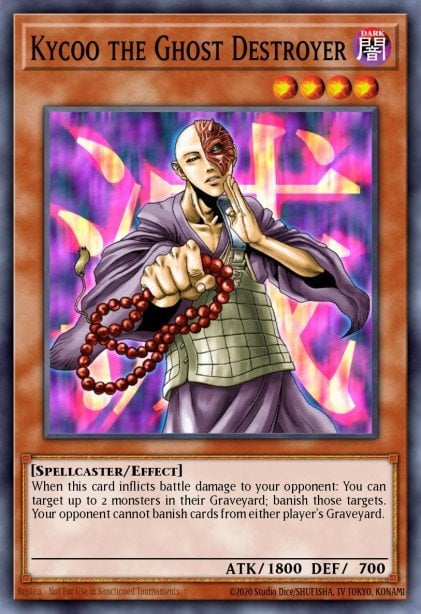 Kycoo the Ghost Destroyer
DARK
闇
滅
[Spellcaster/Effect]
When this card inflicts battle damage to your opponent: You can
target up to 2 monsters in their Graveyard; banish those targets.
Your opponent cannot banish cards from either player's Graveyard.
ATK/1800 DEF/ 700
Replica - Not For Use in Sanctioned Tournaments
©2020 Studio Dice/SHUEISHA, TV TOKYO, KONAMI